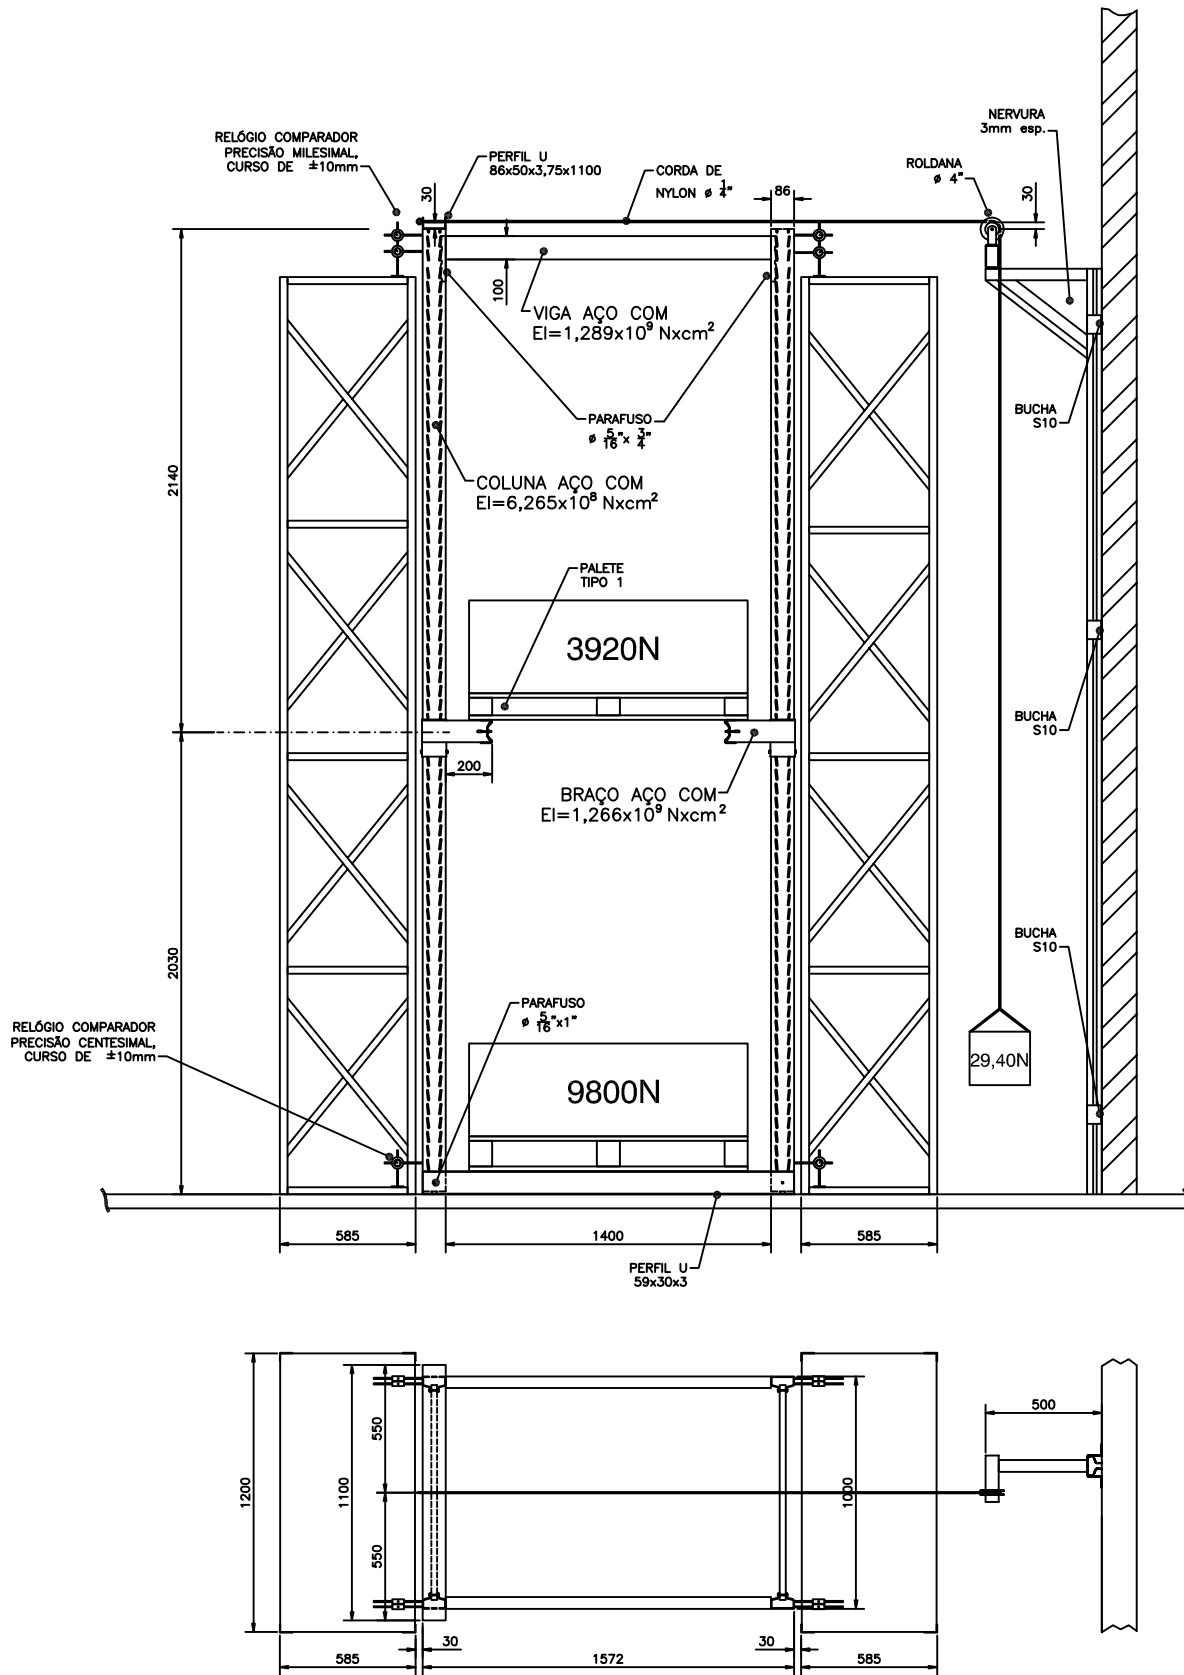 NERVURA
3mm esp.
RELÓGIO COMPARADOR
PRECISÃO MILESIMAL,
CURSO DE ±10mm
PERFIL U
86x50x3,75x1100
CORDA DE
NYLON ø 1/4"
ROLDANA
ø 4"
30
86
30
100
VIGA AÇO COM
EI=1,289x10⁹ Nxcm²
PARAFUSO
ø 5/16"x 3/4"
BUCHA
S10
COLUNA AÇO COM
EI=6,265x10⁸ Nxcm²
2140
PALETE
TIPO 1
3920N
BUCHA
S10
200
BRAÇO AÇO COM
EI=1,266x10⁹ Nxcm²
2030
BUCHA
S10
PARAFUSO
ø 5/16"x1"
RELÓGIO COMPARADOR
PRECISÃO CENTESIMAL,
CURSO DE ±10mm
29,40N
9800N
585
1400
585
PERFIL U
59x30x3
500
550
1200
1100
1000
550
30
30
585
1572
585